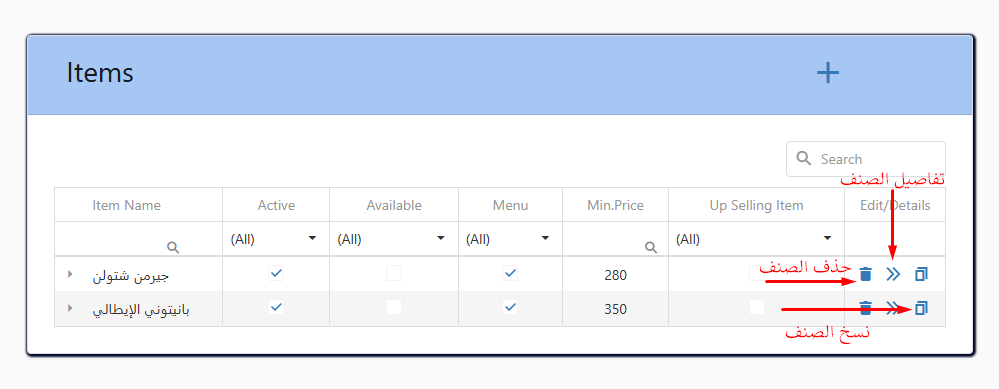 Items
Search
تفاصيل الصنف
Item Name Active Available Menu Min.Price Up Selling Item Edit/Details
(All) (All) (All) (All)
جيرمن شتولن 280
حذف الصنف
بانيتوني الإيطالي 350
نسخ الصنف